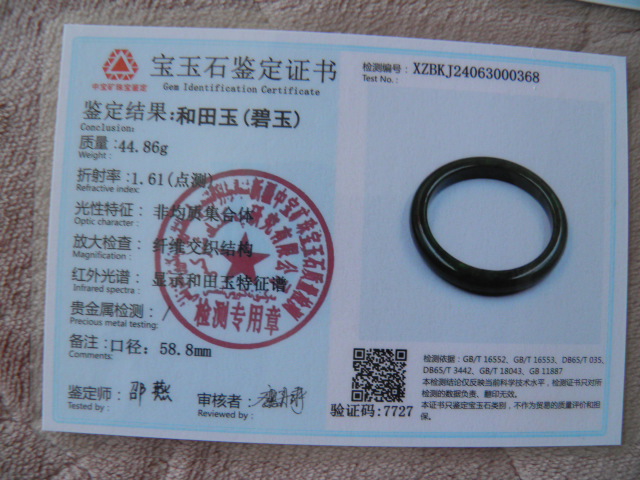 中宝矿珠宝鉴定
宝玉石鉴定证书
Gem Identification Certificate
检测编号: XZBKJ24063000368
Test No.:
鉴定结果:和田玉(碧玉)
Conclusion:
质量: 44.86g
Weight:
折射率: 1.61(点测)
Refractive index:
光性特征: 非均质集合体
Optic character:
放大检查: 纤维交织结构
Magnification:
红外光谱: 显示和田玉特征谱
Infrared spectra:
贵金属检测: /
Precious metal testing:
备注: 口径: 58.8mm
Comments:
鉴定师:
Tested by:
审核者:
Reviewed by:
检测专用章
验证码: 7727
检测依据: GB/T 16552, GB/T 16553, DB65/T 035,
DB65/T 3442, GB/T 18043, GB 11887
本检测结论仅反映当前科学技术水平, 检测证书只对所
检测的数据负责、翻印无效。
本证书只鉴定宝玉石类别, 不作为贸易的质量评价和担
保。